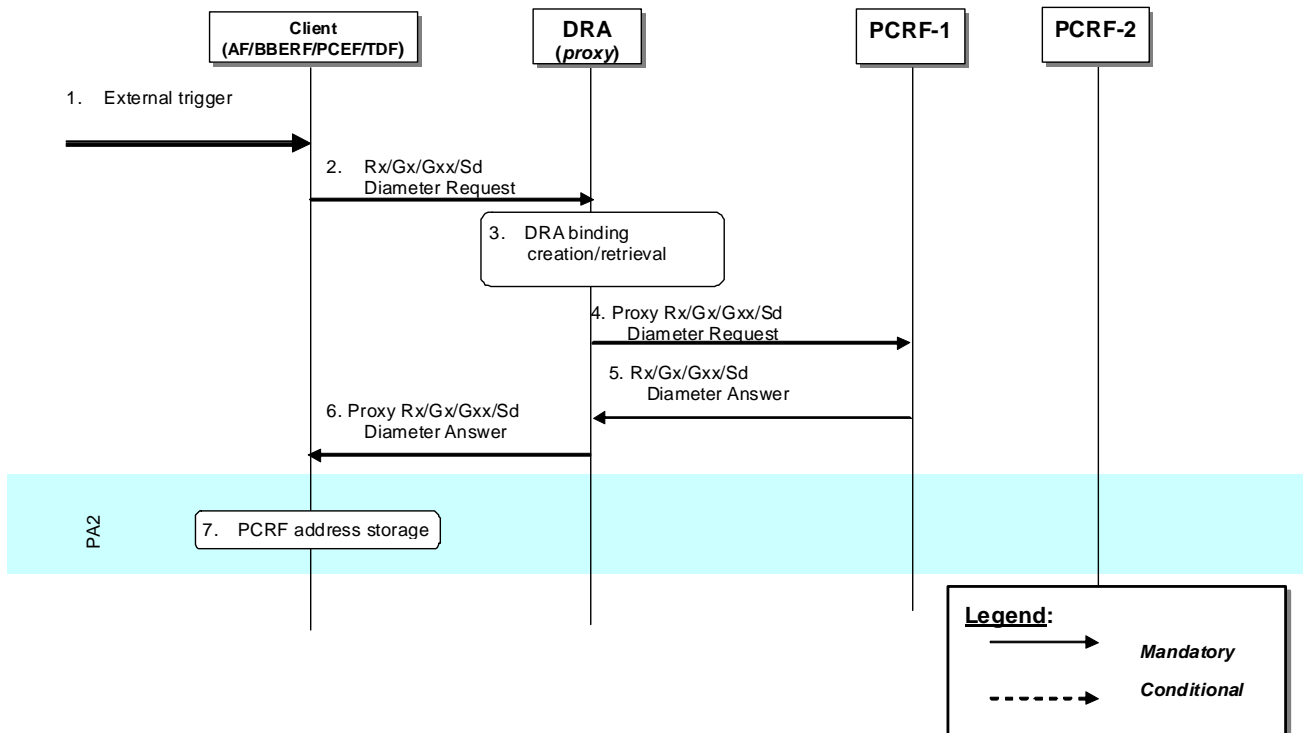 Client
(AF/BBERF/PCEF/TDF)
DRA
(proxy)
PCRF-1
PCRF-2
1. External trigger
2. Rx/Gx/Gxx/Sd
Diameter Request
3. DRA binding
creation/retrieval
4. Proxy Rx/Gx/Gxx/Sd
Diameter Request
5. Rx/Gx/Gxx/Sd
Diameter Answer
6. Proxy Rx/Gx/Gxx/Sd
Diameter Answer
PA2
7. PCRF address storage
Legend:
Mandatory
Conditional